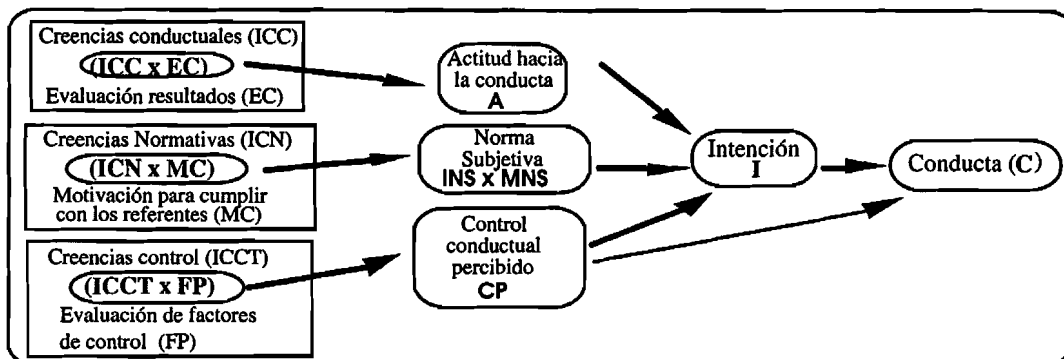 Creencias conductuales (ICC)
(ICC x EC)
Evaluación resultados (EC)
Creencias Normativas (ICN)
(ICN x MC)
Motivación para cumplir
con los referentes (MC)
Creencias control (ICCT)
(ICCT x FP)
Evaluación de factores
de control (FP)
Actitud hacia
la conducta
A
Norma
Subjetiva
INS x MNS
Control
conductual
percibido
CP
Intención
I
Conducta (C)